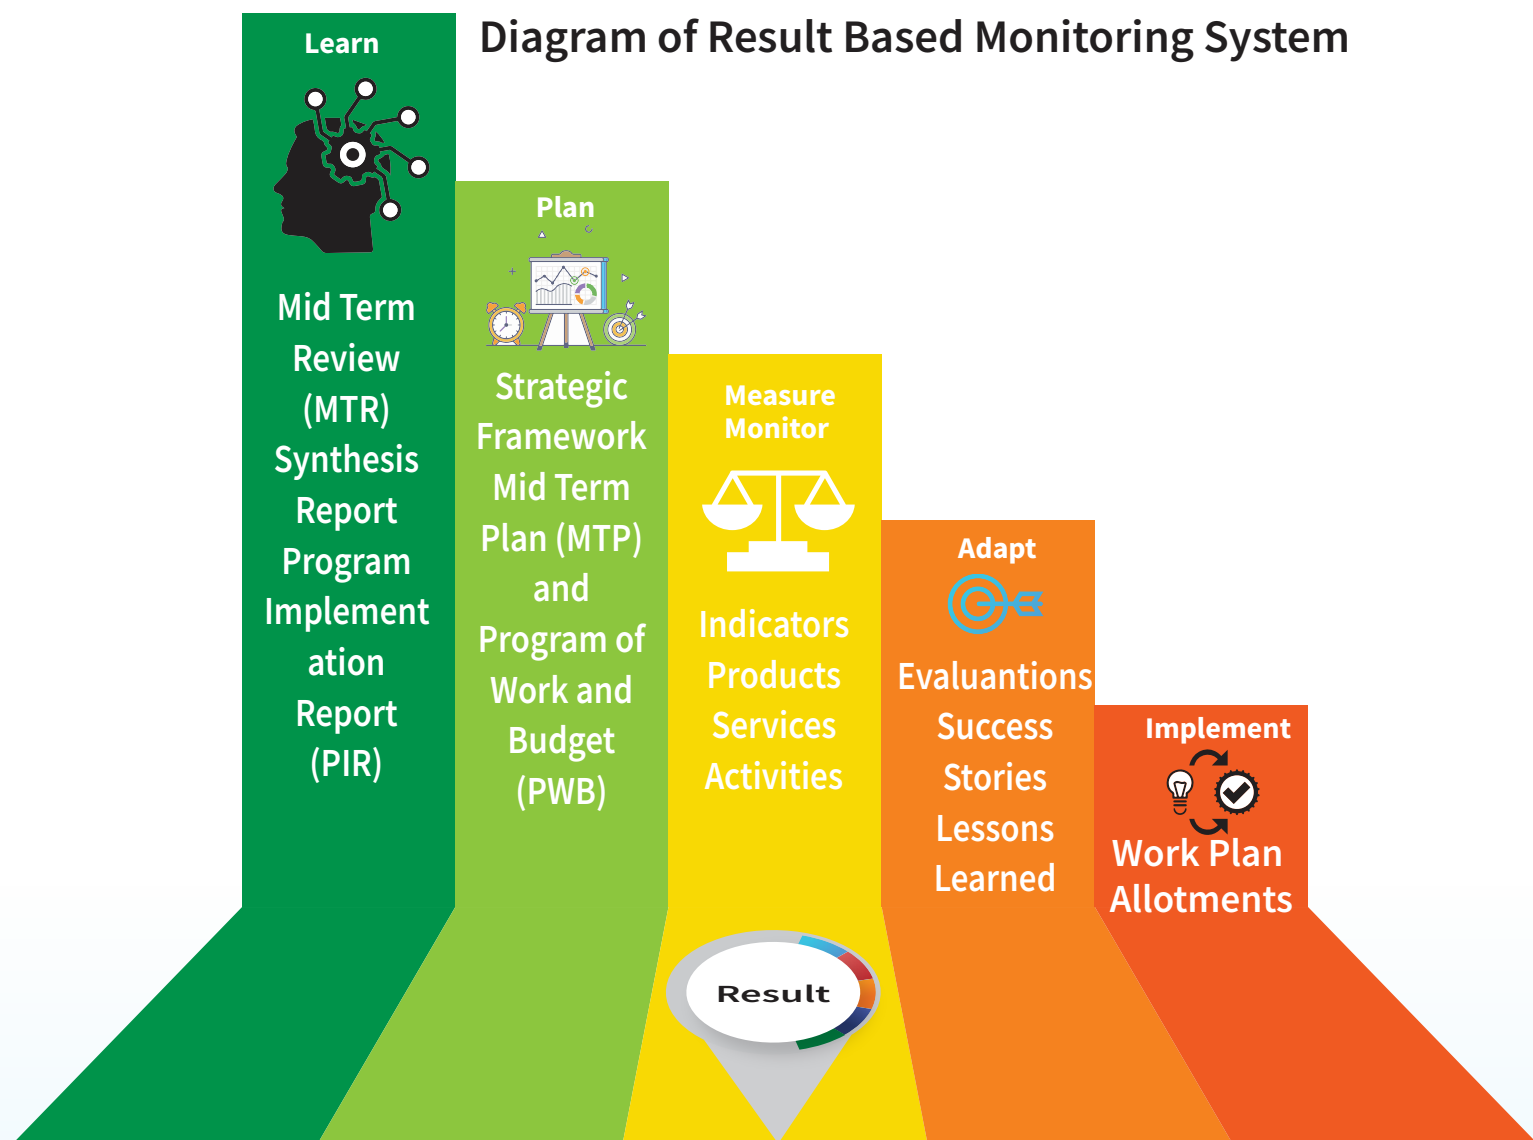 Diagram of Result Based Monitoring System
Learn
Mid Term
Review
(MTR)
Synthesis
Report
Program
Implement
ation
Report
(PIR)
Plan
Strategic
Framework
Mid Term
Plan (MTP)
and
Program of
Work and
Budget
(PWB)
Measure
Monitor
Indicators
Products
Services
Activities
Adapt
Evaluantions
Success
Stories
Lessons
Learned
Implement
Work Plan
Allotments
Result